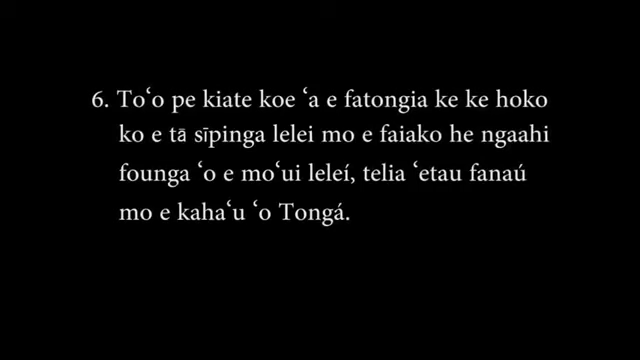 6. Toʻo pe kiate koe ʻa e fatongia ke ke hoko
ko e tā sīpinga lelei mo e faiako he ngaahi
founga ʻo e moʻui leleí, telia ʻetau fanaú
mo e kahaʻu ʻo Tongá.